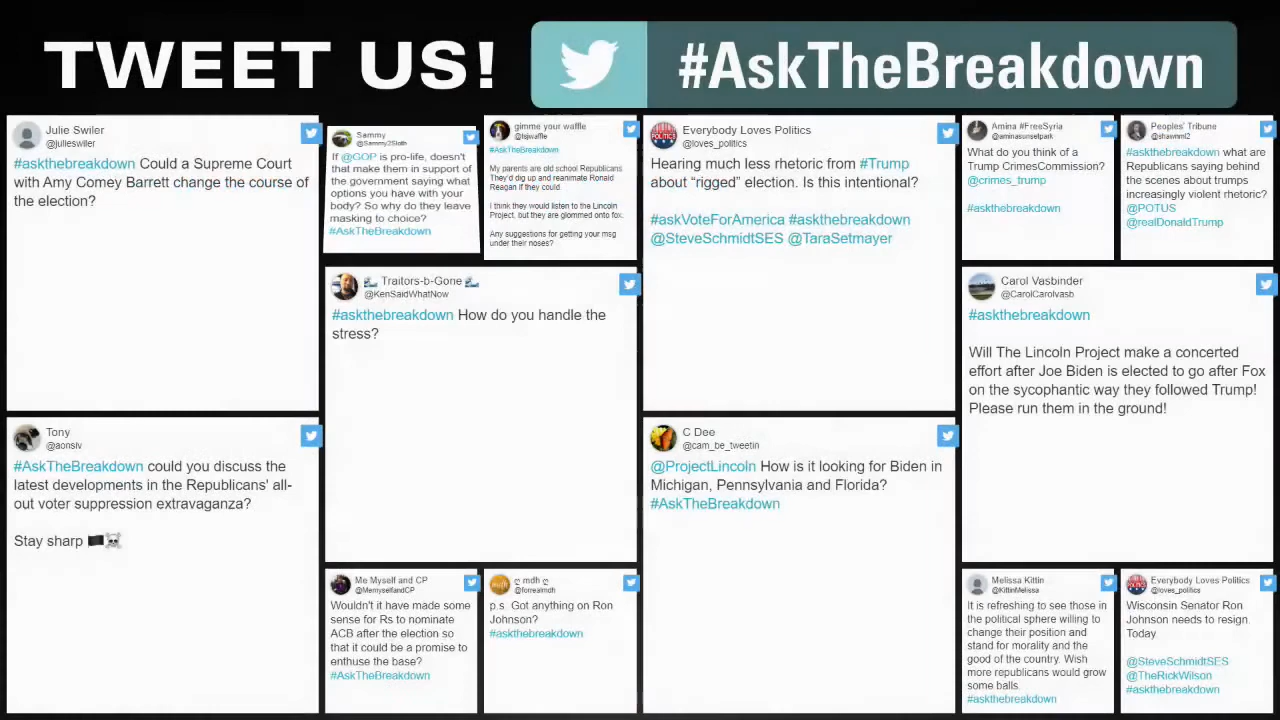 TWEET US!
#AskTheBreakdown
Julie Swiler
@julieswiler
#askthebreakdown Could a Supreme Court
with Amy Comey Barrett change the course of
the election?
Sammy
@Sammy2Sloth
If @GOP is pro-life, doesn't
that make them in support of
the government saying what
options you have with your
body? So why do they leave
masking to choice?
#AskTheBreakdown
gimme your waffle
@lsjwaffle
#AskTheBreakdown
My parents are old school Republicans
They'd dig up and reanimate Ronald
Reagan if they could.
I think they would listen to the Lincoln
Project, but they are glommed onto fox.
Any suggestions for getting your msg
under their noses?
Everybody Loves Politics
@loves_politics
Hearing much less rhetoric from #Trump
about “rigged” election. Is this intentional?
#askVoteForAmerica #askthebreakdown
@SteveSchmidtSES @TaraSetmayer
Amina #FreeSyria
@aminasunselpark
What do you think of a
Trump CrimesCommission?
@crimes_trump
#askthebreakdown
Peoples' Tribune
@shawnml2
#askthebreakdown what are
Republicans saying behind
the scenes about trumps
increasingly violent rhetoric?
@POTUS
@realDonaldTrump
Traitors-b-Gone
@KenSaidWhatNow
#askthebreakdown How do you handle the
stress?
Carol Vasbinder
@CarolCarolvasb
#askthebreakdown
Will The Lincoln Project make a concerted
effort after Joe Biden is elected to go after Fox
on the sycophantic way they followed Trump!
Please run them in the ground!
Tony
@aonsiv
#AskTheBreakdown could you discuss the
latest developments in the Republicans' all-
out voter suppression extravaganza?
Stay sharp 🏴☠
C Dee
@cam_be_tweetin
@ProjectLincoln How is it looking for Biden in
Michigan, Pennsylvania and Florida?
#AskTheBreakdown
Me Myself and CP
@MemyselfandCP
Wouldn't it have made some
sense for Rs to nominate
ACB after the election so
that it could be a promise to
enthuse the base?
#AskTheBreakdown
ღ mdh ღ
@forrealmdh
p.s. Got anything on Ron
Johnson?
#askthebreakdown
Melissa Kittin
@KittinMelissa
It is refreshing to see those in
the political sphere willing to
change their position and
stand for morality and the
good of the country. Wish
more republicans would grow
some balls.
#askthebreakdown
Everybody Loves Politics
@loves_politics
Wisconsin Senator Ron
Johnson needs to resign.
Today
@SteveSchmidtSES
@TheRickWilson
#askthebreakdown